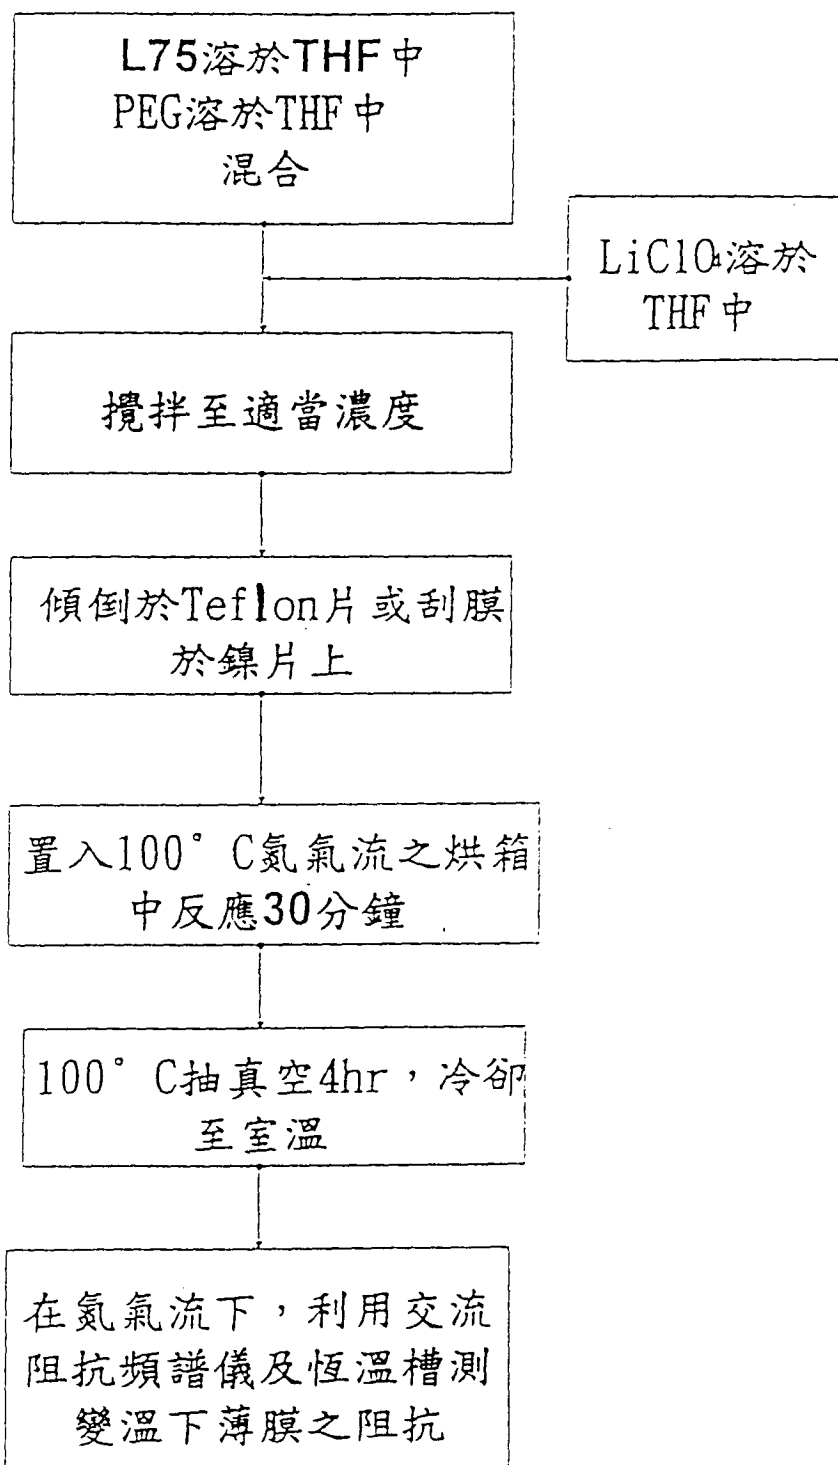 L75溶於THF中
PEG溶於THF中
混合
LiClO4溶於
THF中
攪拌至適當濃度
傾倒於Teflon片或刮膜
於鎳片上
置入100°C氮氣流之烘箱
中反應30分鐘
100°C抽真空4hr，冷卻
至室溫
在氮氣流下，利用交流
阻抗頻譜儀及恆溫槽測
變溫下薄膜之阻抗